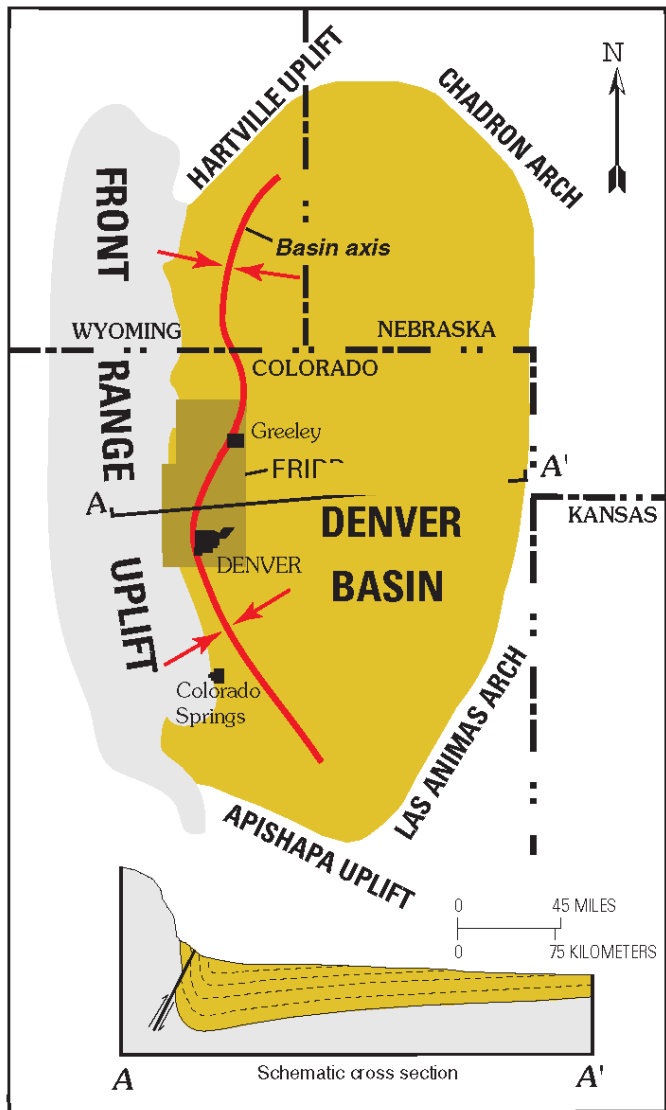 N
HARTVILLE UPLIFT
CHADRON ARCH
FRONT
RANGE
UPLIFT
Basin axis
WYOMING
NEBRASKA
COLORADO
Greeley
A
A'
KANSAS
DENVER
BASIN
DENVER
Colorado
Springs
LAS ANIMAS ARCH
APISHAPA UPLIFT
0 45 MILES
0 75 KILOMETERS
A
Schematic cross section
A'